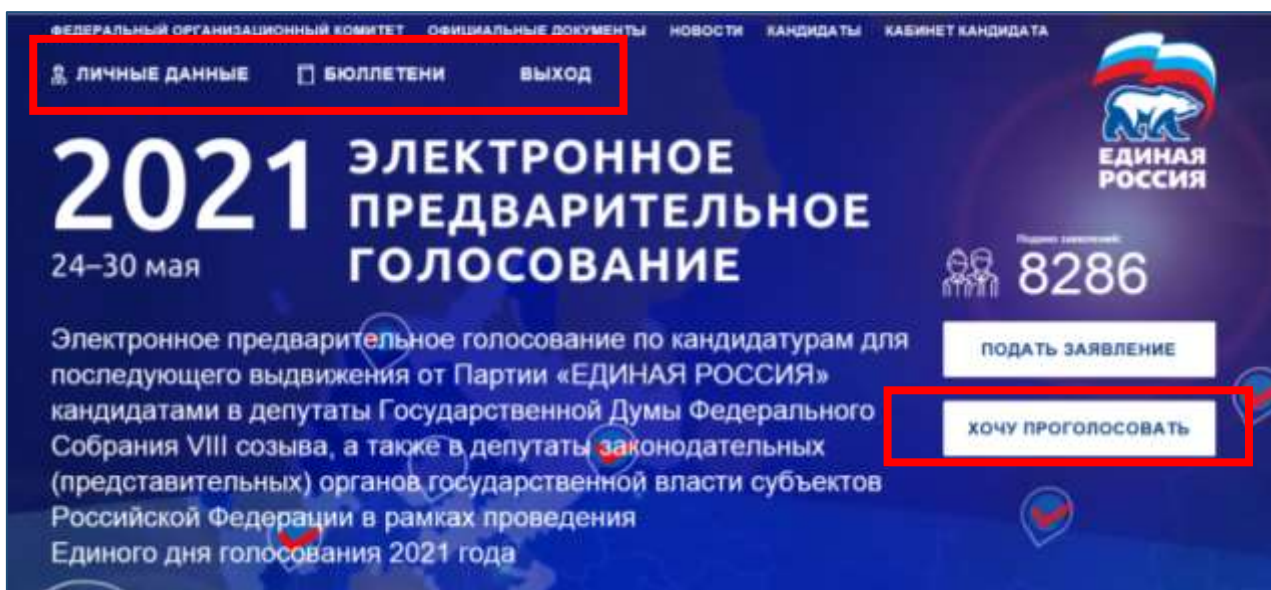 ФЕДЕРАЛЬНЫЙ ОРГАНИЗАЦИОННЫЙ КОМИТЕТ ОФИЦИАЛЬНЫЕ ДОКУМЕНТЫ НОВОСТИ КАНДИДАТЫ КАБИНЕТ КАНДИДАТА
ЛИЧНЫЕ ДАННЫЕ БЮЛЛЕТЕНИ ВЫХОД
ЕДИНАЯ
РОССИЯ
2021
24–30 мая
ЭЛЕКТРОННОЕ
ПРЕДВАРИТЕЛЬНОЕ
ГОЛОСОВАНИЕ
Подано заявлений:
8286
Электронное предварительное голосование по кандидатурам для
последующего выдвижения от Партии «ЕДИНАЯ РОССИЯ»
кандидатами в депутаты Государственной Думы Федерального
Собрания VIII созыва, а также в депутаты законодательных
(представительных) органов государственной власти субъектов
Российской Федерации в рамках проведения
Единого дня голосования 2021 года
ПОДАТЬ ЗАЯВЛЕНИЕ
ХОЧУ ПРОГОЛОСОВАТЬ